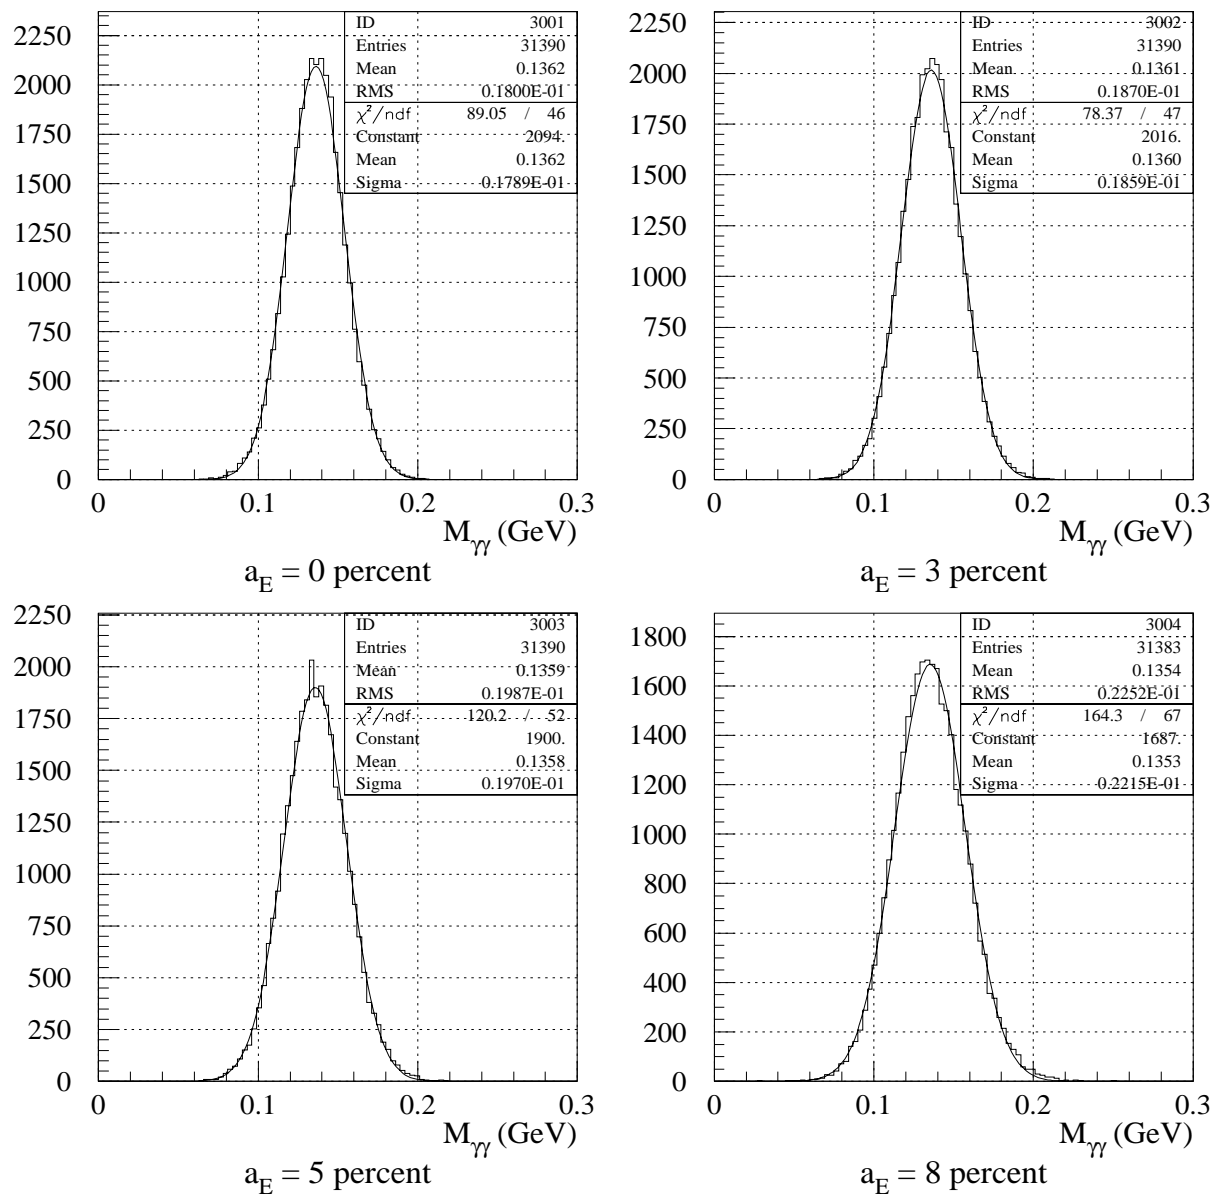 2250
2000
1750
1500
1250
1000
750
500
250
0
0 0.1 0.2 0.3
ID 3001
Entries 31390
Mean 0.1362
RMS 0.1800E-01
χ²/ndf 89.05 / 46
Constant 2094.
Mean 0.1362
Sigma 0.1789E-01
Mγγ (GeV)
a_E = 0 percent
2250
2000
1750
1500
1250
1000
750
500
250
0
0 0.1 0.2 0.3
ID 3002
Entries 31390
Mean 0.1361
RMS 0.1870E-01
χ²/ndf 78.37 / 47
Constant 2016.
Mean 0.1360
Sigma 0.1859E-01
Mγγ (GeV)
a_E = 3 percent
2250
2000
1750
1500
1250
1000
750
500
250
0
0 0.1 0.2 0.3
ID 3003
Entries 31390
Mean 0.1359
RMS 0.1987E-01
χ²/ndf 120.2 / 52
Constant 1900.
Mean 0.1358
Sigma 0.1970E-01
Mγγ (GeV)
a_E = 5 percent
1800
1600
1400
1200
1000
800
600
400
200
0
0 0.1 0.2 0.3
ID 3004
Entries 31383
Mean 0.1354
RMS 0.2252E-01
χ²/ndf 164.3 / 67
Constant 1687.
Mean 0.1353
Sigma 0.2215E-01
Mγγ (GeV)
a_E = 8 percent